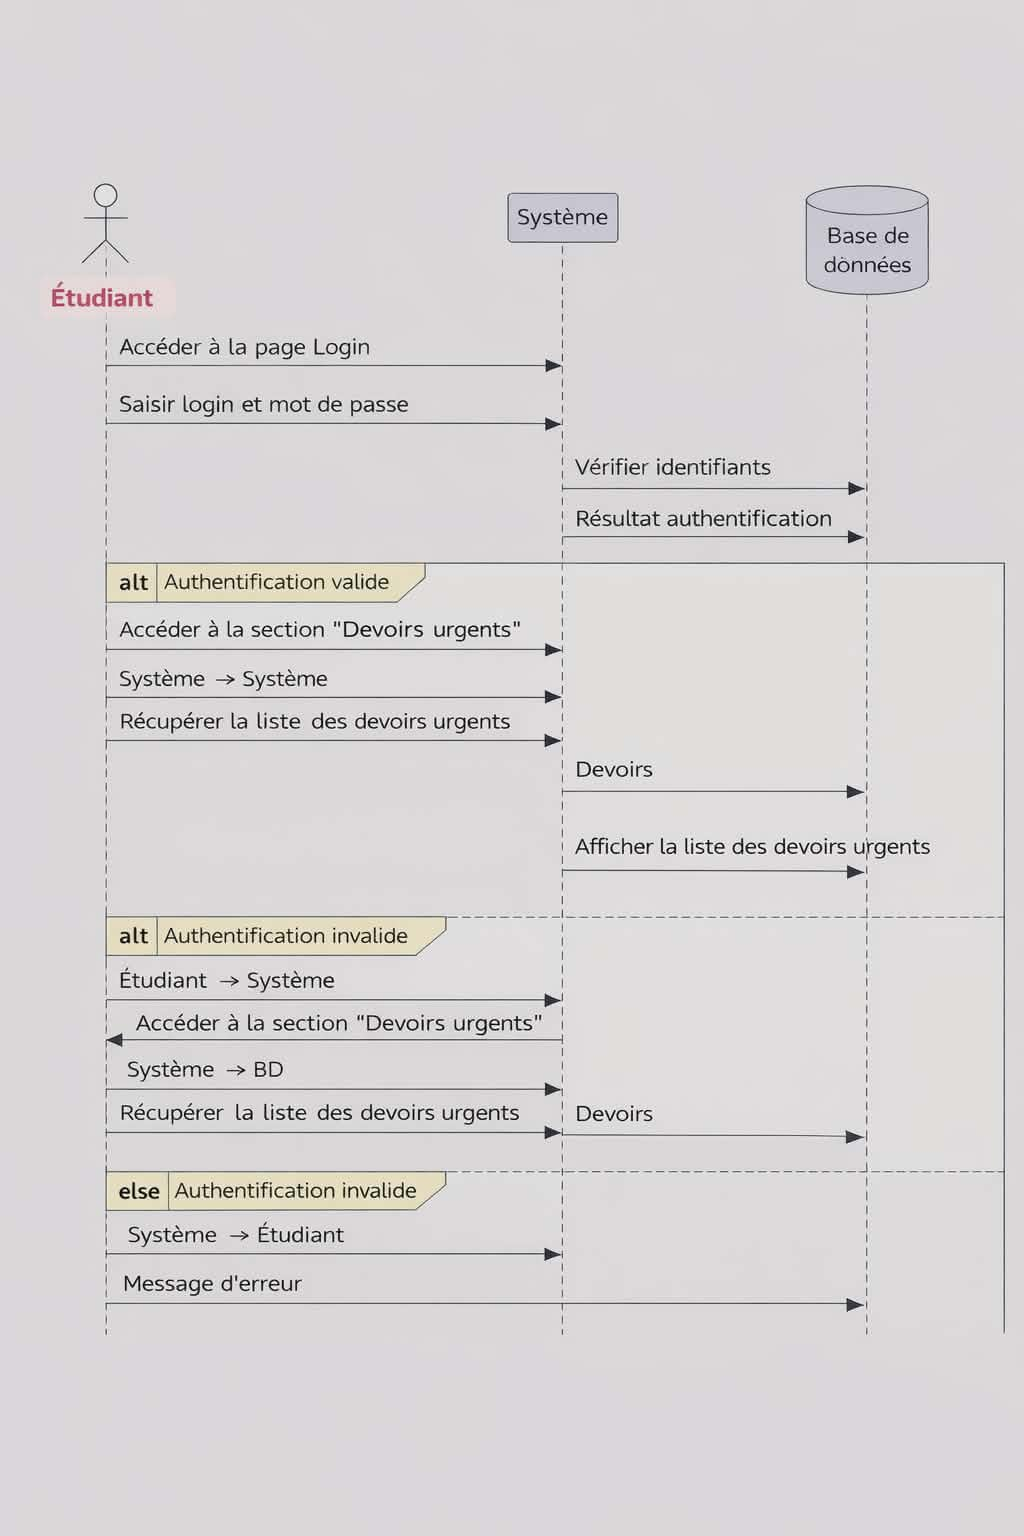 Système
Base de
dònnées
Étudiant
Accéder à la page Login
Saisir login et mot de passe
Vérifier identifiants
Résultat authentification
alt Authentification valide
Accéder à la section "Devoirs urgents"
Système → Système
Récupérer la liste des devoirs urgents
Devoirs
Afficher la liste des devoirs urgents
alt Authentification invalide
Étudiant → Système
Accéder à la section "Devoirs urgents"
Système → BD
Récupérer la liste des devoirs urgents
Devoirs
else Authentification invalide
Système → Étudiant
Message d'erreur